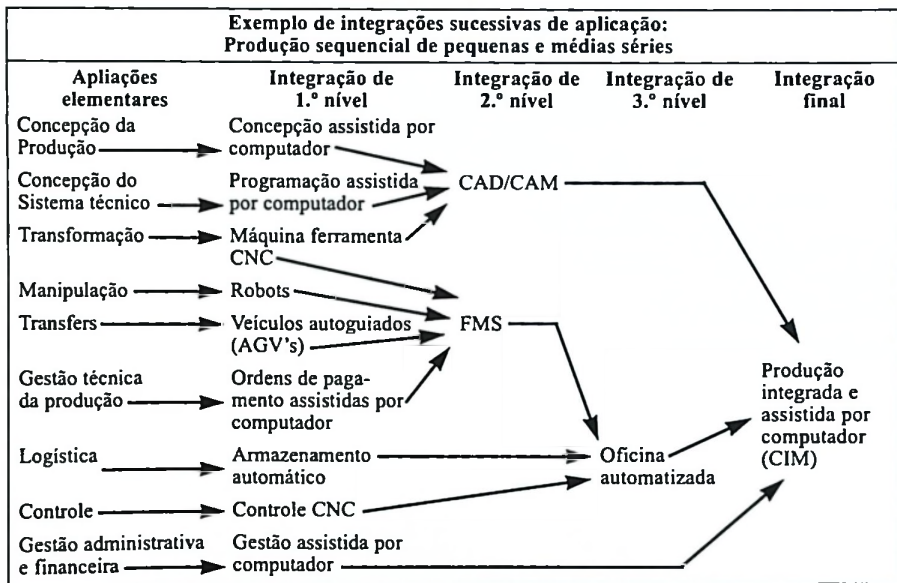 Exemplo de integrações sucessivas de aplicação:
Produção sequencial de pequenas e médias séries
Apliações
elementares
Integração de
1.º nível
Integração de
2.º nível
Integração de
3.º nível
Integração
final
Concepção da
Produção
Concepção assistida por
computador
Concepção do
Sistema técnico
Programação assistida
por computador
CAD/CAM
Transformação
Máquina ferramenta
CNC
Manipulação
Robots
Transfers
Veículos autoguiados
(AGV's)
FMS
Gestão técnica
da produção
Ordens de paga-
mento assistidas por
computador
Produção
integrada e
assistida por
computador
(CIM)
Logística
Armazenamento
automático
Oficina
automatizada
Controle
Controle CNC
Gestão administrativa
e financeira
Gestão assistida por
computador